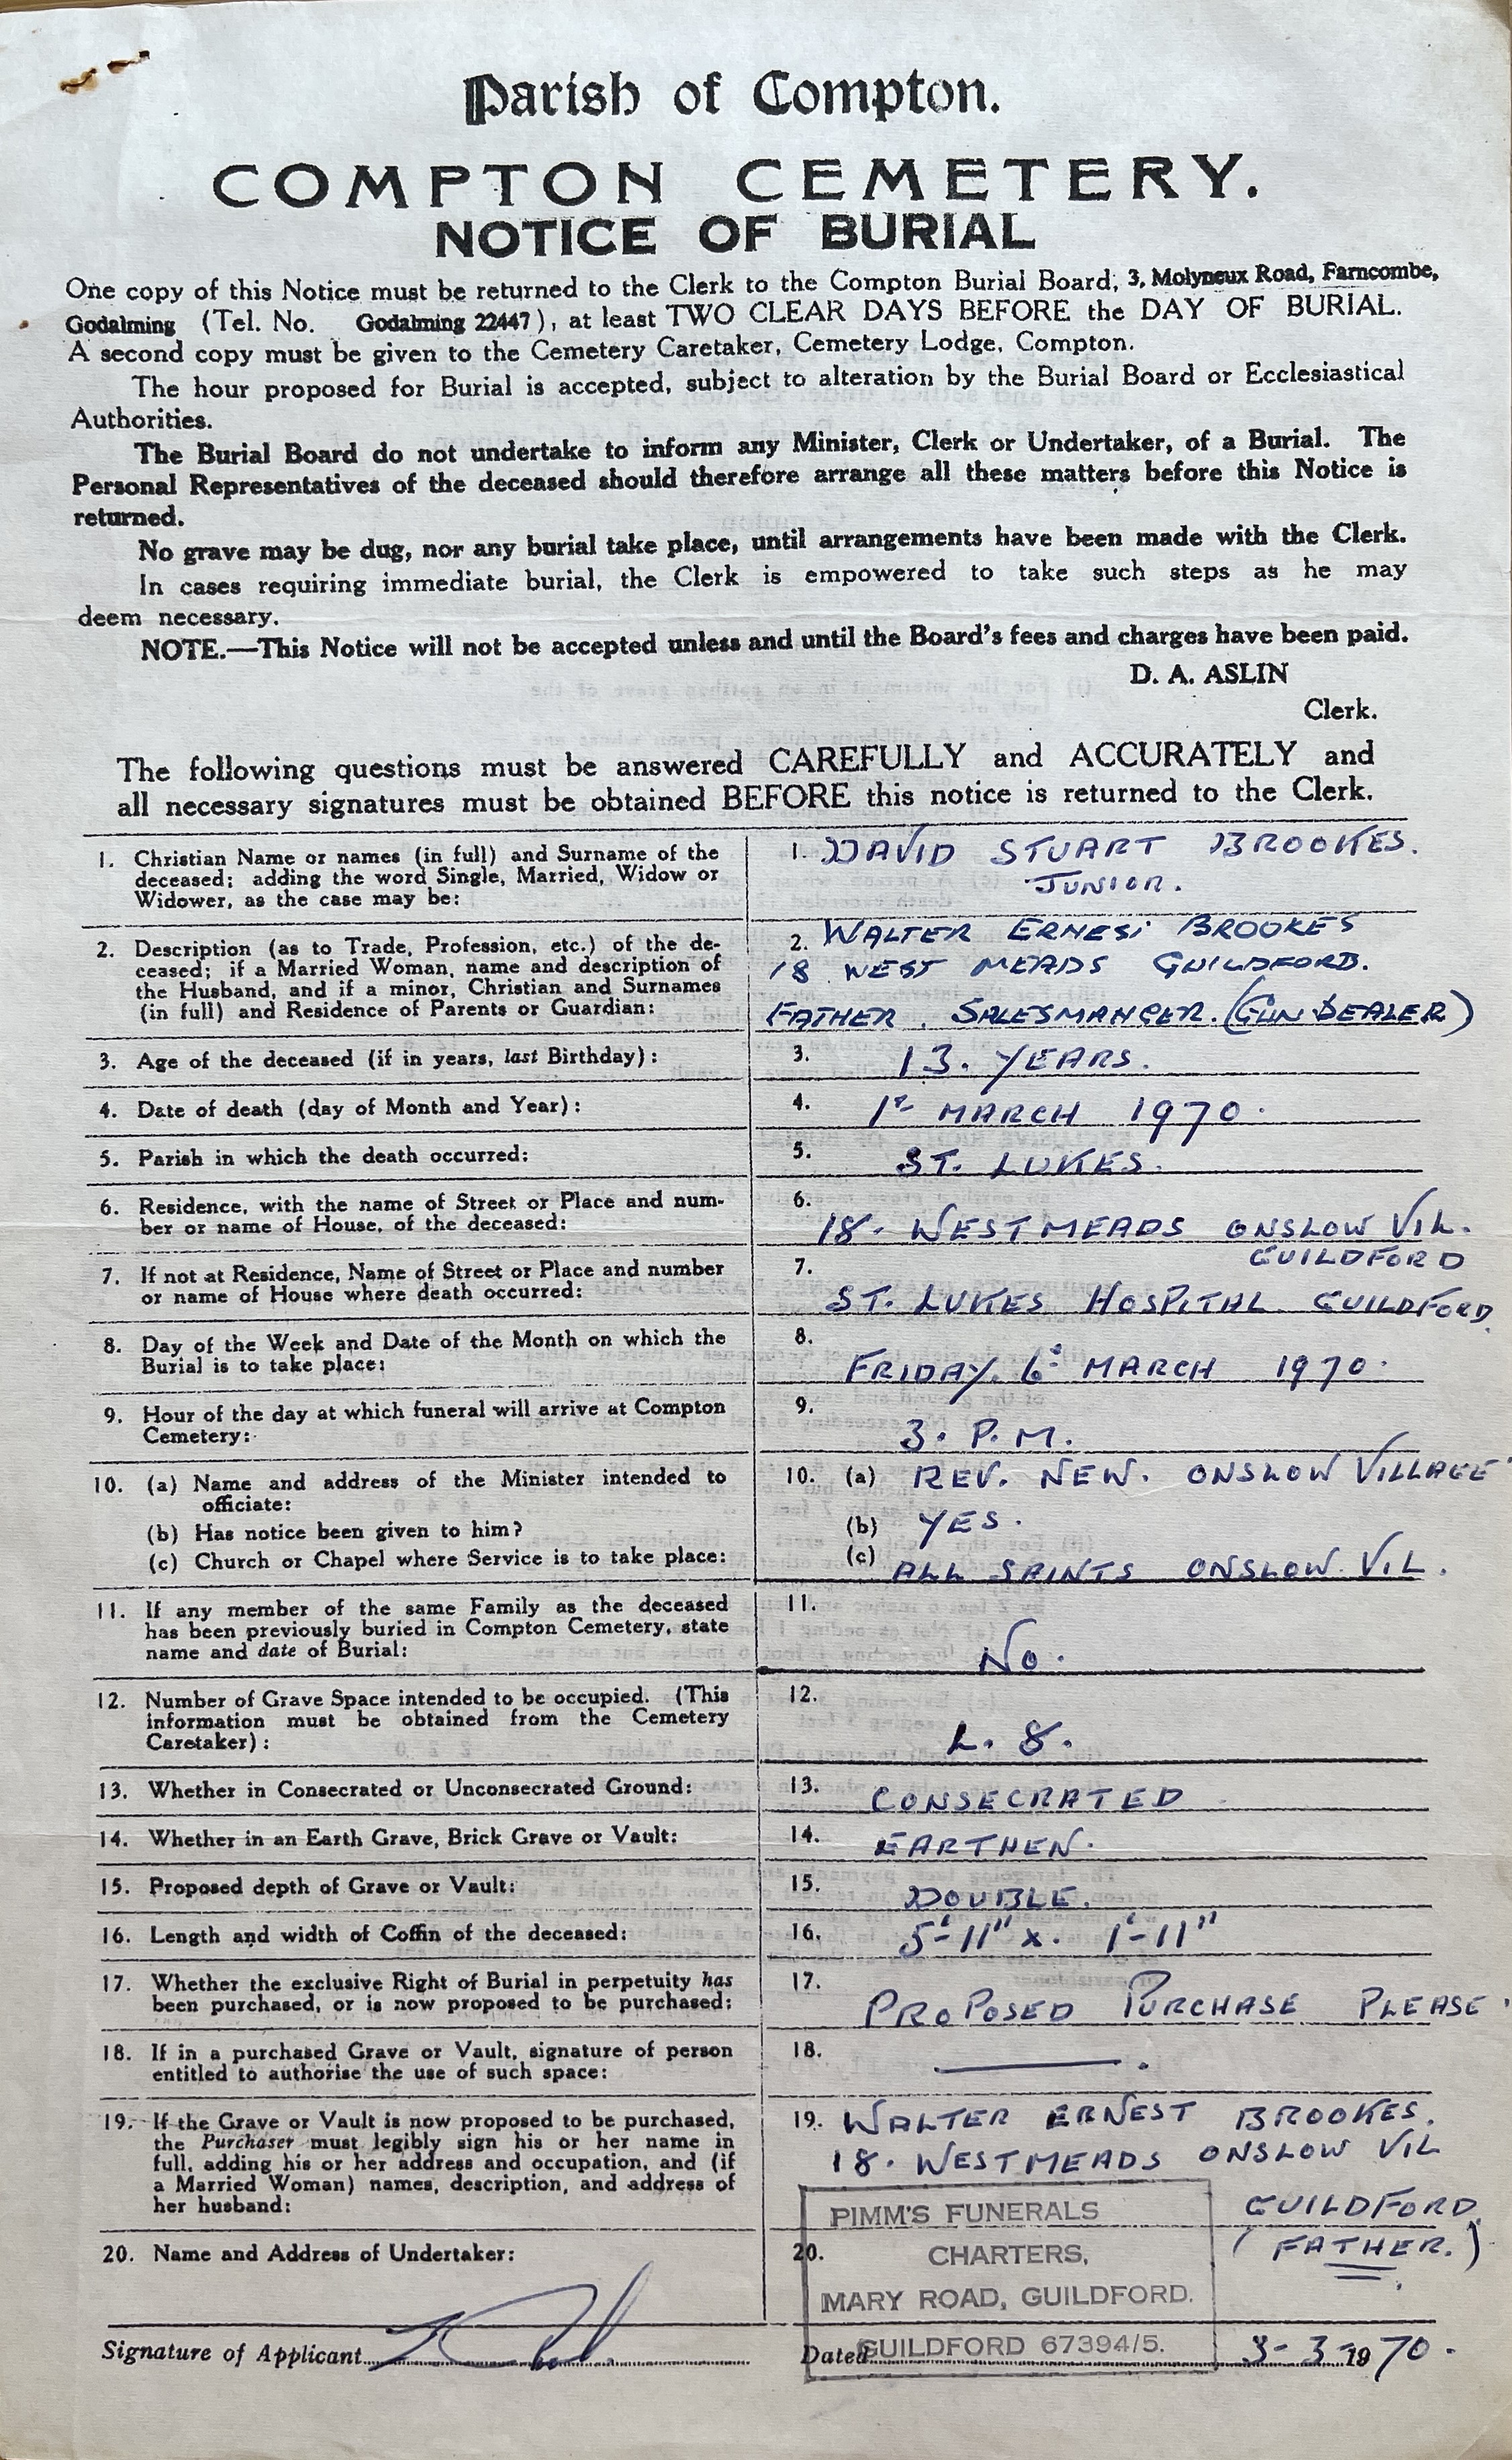 Parish of Compton.
COMPTON CEMETERY.
NOTICE OF BURIAL
One copy of this Notice must be returned to the Clerk to the Compton Burial Board, 3, Molyneux Road, Farncombe,
Godalming (Tel. No. Godalming 22447), at least TWO CLEAR DAYS BEFORE the DAY OF BURIAL.
A second copy must be given to the Cemetery Caretaker, Cemetery Lodge, Compton.
The hour proposed for Burial is accepted, subject to alteration by the Burial Board or Ecclesiastical
Authorities.
The Burial Board do not undertake to inform any Minister, Clerk or Undertaker, of a Burial. The
Personal Representatives of the deceased should therefore arrange all these matters before this Notice is
returned.
No grave may be dug, nor any burial take place, until arrangements have been made with the Clerk.
In cases requiring immediate burial, the Clerk is empowered to take such steps as he may
deem necessary.
NOTE.—This Notice will not be accepted unless and until the Board's fees and charges have been paid.
D. A. ASLIN
Clerk.
The following questions must be answered CAREFULLY and ACCURATELY and
all necessary signatures must be obtained BEFORE this notice is returned to the Clerk.
1. Christian Name or names (in full) and Surname of the
deceased; adding the word Single, Married, Widow or
Widower, as the case may be:
1. DAVID STUART BROOKES.
JUNIOR.
2. Description (as to Trade, Profession, etc.) of the de-
ceased; if a Married Woman, name and description of
the Husband, and if a minor, Christian and Surnames
(in full) and Residence of Parents or Guardian:
2. WALTER ERNEST BROOKES
18 WEST MEADS GUILDFORD.
FATHER. SALESMANGER. (GUN DEALER)
3. Age of the deceased (if in years, last Birthday):
3. 13. YEARS.
4. Date of death (day of Month and Year):
4. 1st MARCH 1970.
5. Parish in which the death occurred:
5. ST. LUKES.
6. Residence, with the name of Street or Place and num-
ber or name of House, of the deceased:
6. 18. WESTMEADS ONSLOW VIL.
GUILDFORD
7. If not at Residence, Name of Street or Place and number
or name of House where death occurred:
7. ST. LUKES HOSPITAL GUILDFORD.
8. Day of the Week and Date of the Month on which the
Burial is to take place:
8. FRIDAY. 6: MARCH 1970.
9. Hour of the day at which funeral will arrive at Compton
Cemetery:
9. 3. P.M.
10. (a) Name and address of the Minister intended to
officiate:
(b) Has notice been given to him?
(c) Church or Chapel where Service is to take place:
10. (a) REV. NEW. ONSLOW VILLAGE
(b) YES.
(c) ALL SAINTS ONSLOW. VIL.
11. If any member of the same Family as the deceased
has been previously buried in Compton Cemetery, state
name and date of Burial:
11. No.
12. Number of Grave Space intended to be occupied. (This
information must be obtained from the Cemetery
Caretaker):
12. L. 8.
13. Whether in Consecrated or Unconsecrated Ground:
13. CONSECRATED
14. Whether in an Earth Grave, Brick Grave or Vault:
14. EARTHEN.
15. Proposed depth of Grave or Vault:
15. DOUBLE.
16. Length and width of Coffin of the deceased:
16. 5'-11" x. 1'-11"
17. Whether the exclusive Right of Burial in perpetuity has
been purchased, or is now proposed to be purchased:
17. PROPOSED PURCHASE PLEASE.
18. If in a purchased Grave or Vault, signature of person
entitled to authorise the use of such space:
18. ———.
19. If the Grave or Vault is now proposed to be purchased,
the Purchaser must legibly sign his or her name in
full, adding his or her address and occupation, and (if
a Married Woman) names, description, and address of
her husband:
19. WALTER ERNEST BROOKES.
18. WESTMEADS ONSLOW VIL
GUILDFORD.
(FATHER.)
20. Name and Address of Undertaker:
20. PIMM'S FUNERALS
CHARTERS,
MARY ROAD, GUILDFORD.
GUILDFORD 67394/5.
Signature of Applicant
Dated 3-3-1970.